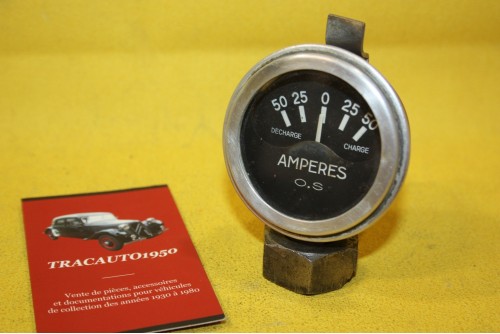 50 25 0 25 50
DECHARGE CHARGE
AMPERES
O.S
TRACAUTO1950
Vente de pièces, accessoires
et documentations pour véhicules
de collection des années 1930 à 1980